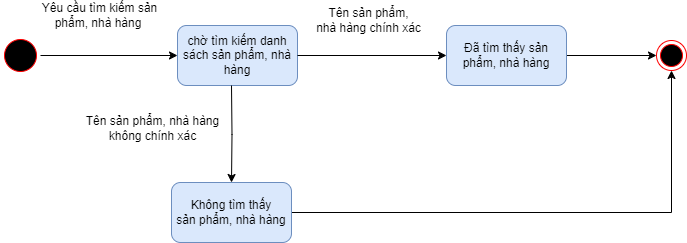 Yêu cầu tìm kiếm sản
phẩm, nhà hàng
chờ tìm kiếm danh
sách sản phẩm, nhà
hàng
Tên sản phẩm,
nhà hàng chính xác
Đã tìm thấy sản
phẩm, nhà hàng
Tên sản phẩm, nhà hàng
không chính xác
Không tìm thấy
sản phẩm, nhà hàng